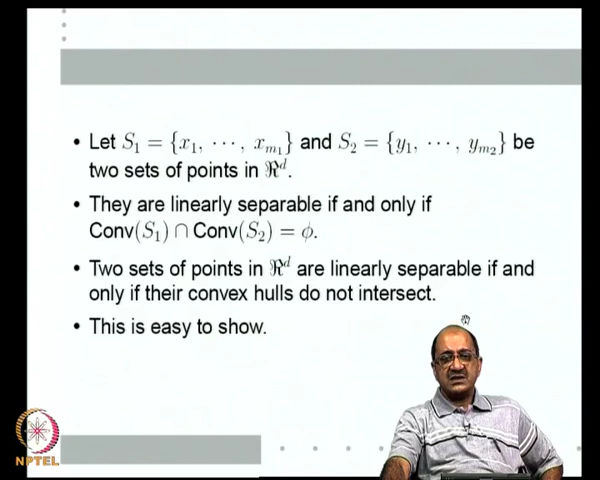 • Let S₁ = {x₁, ⋯, x_{m₁}} and S₂ = {y₁, ⋯, y_{m₂}} be
two sets of points in ℜᵈ.
• They are linearly separable if and only if
Conv(S₁) ∩ Conv(S₂) = ϕ.
• Two sets of points in ℜᵈ are linearly separable if and
only if their convex hulls do not intersect.
• This is easy to show.
NPTEL